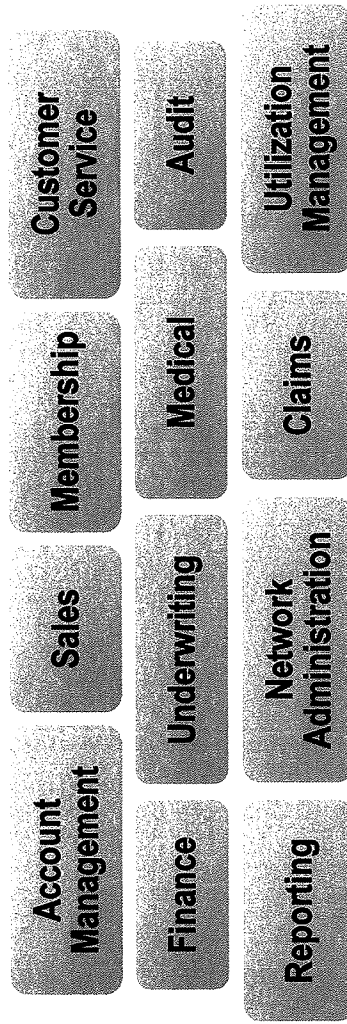 Account
Management
Sales
Membership
Customer
Service
Finance
Underwriting
Medical
Audit
Reporting
Network
Administration
Claims
Utilization
Management